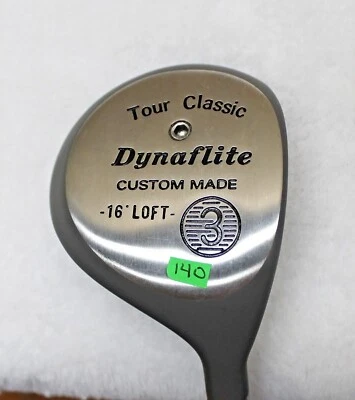 Tour Classic
Dynaflite
CUSTOM MADE
-16° LOFT-
3
140